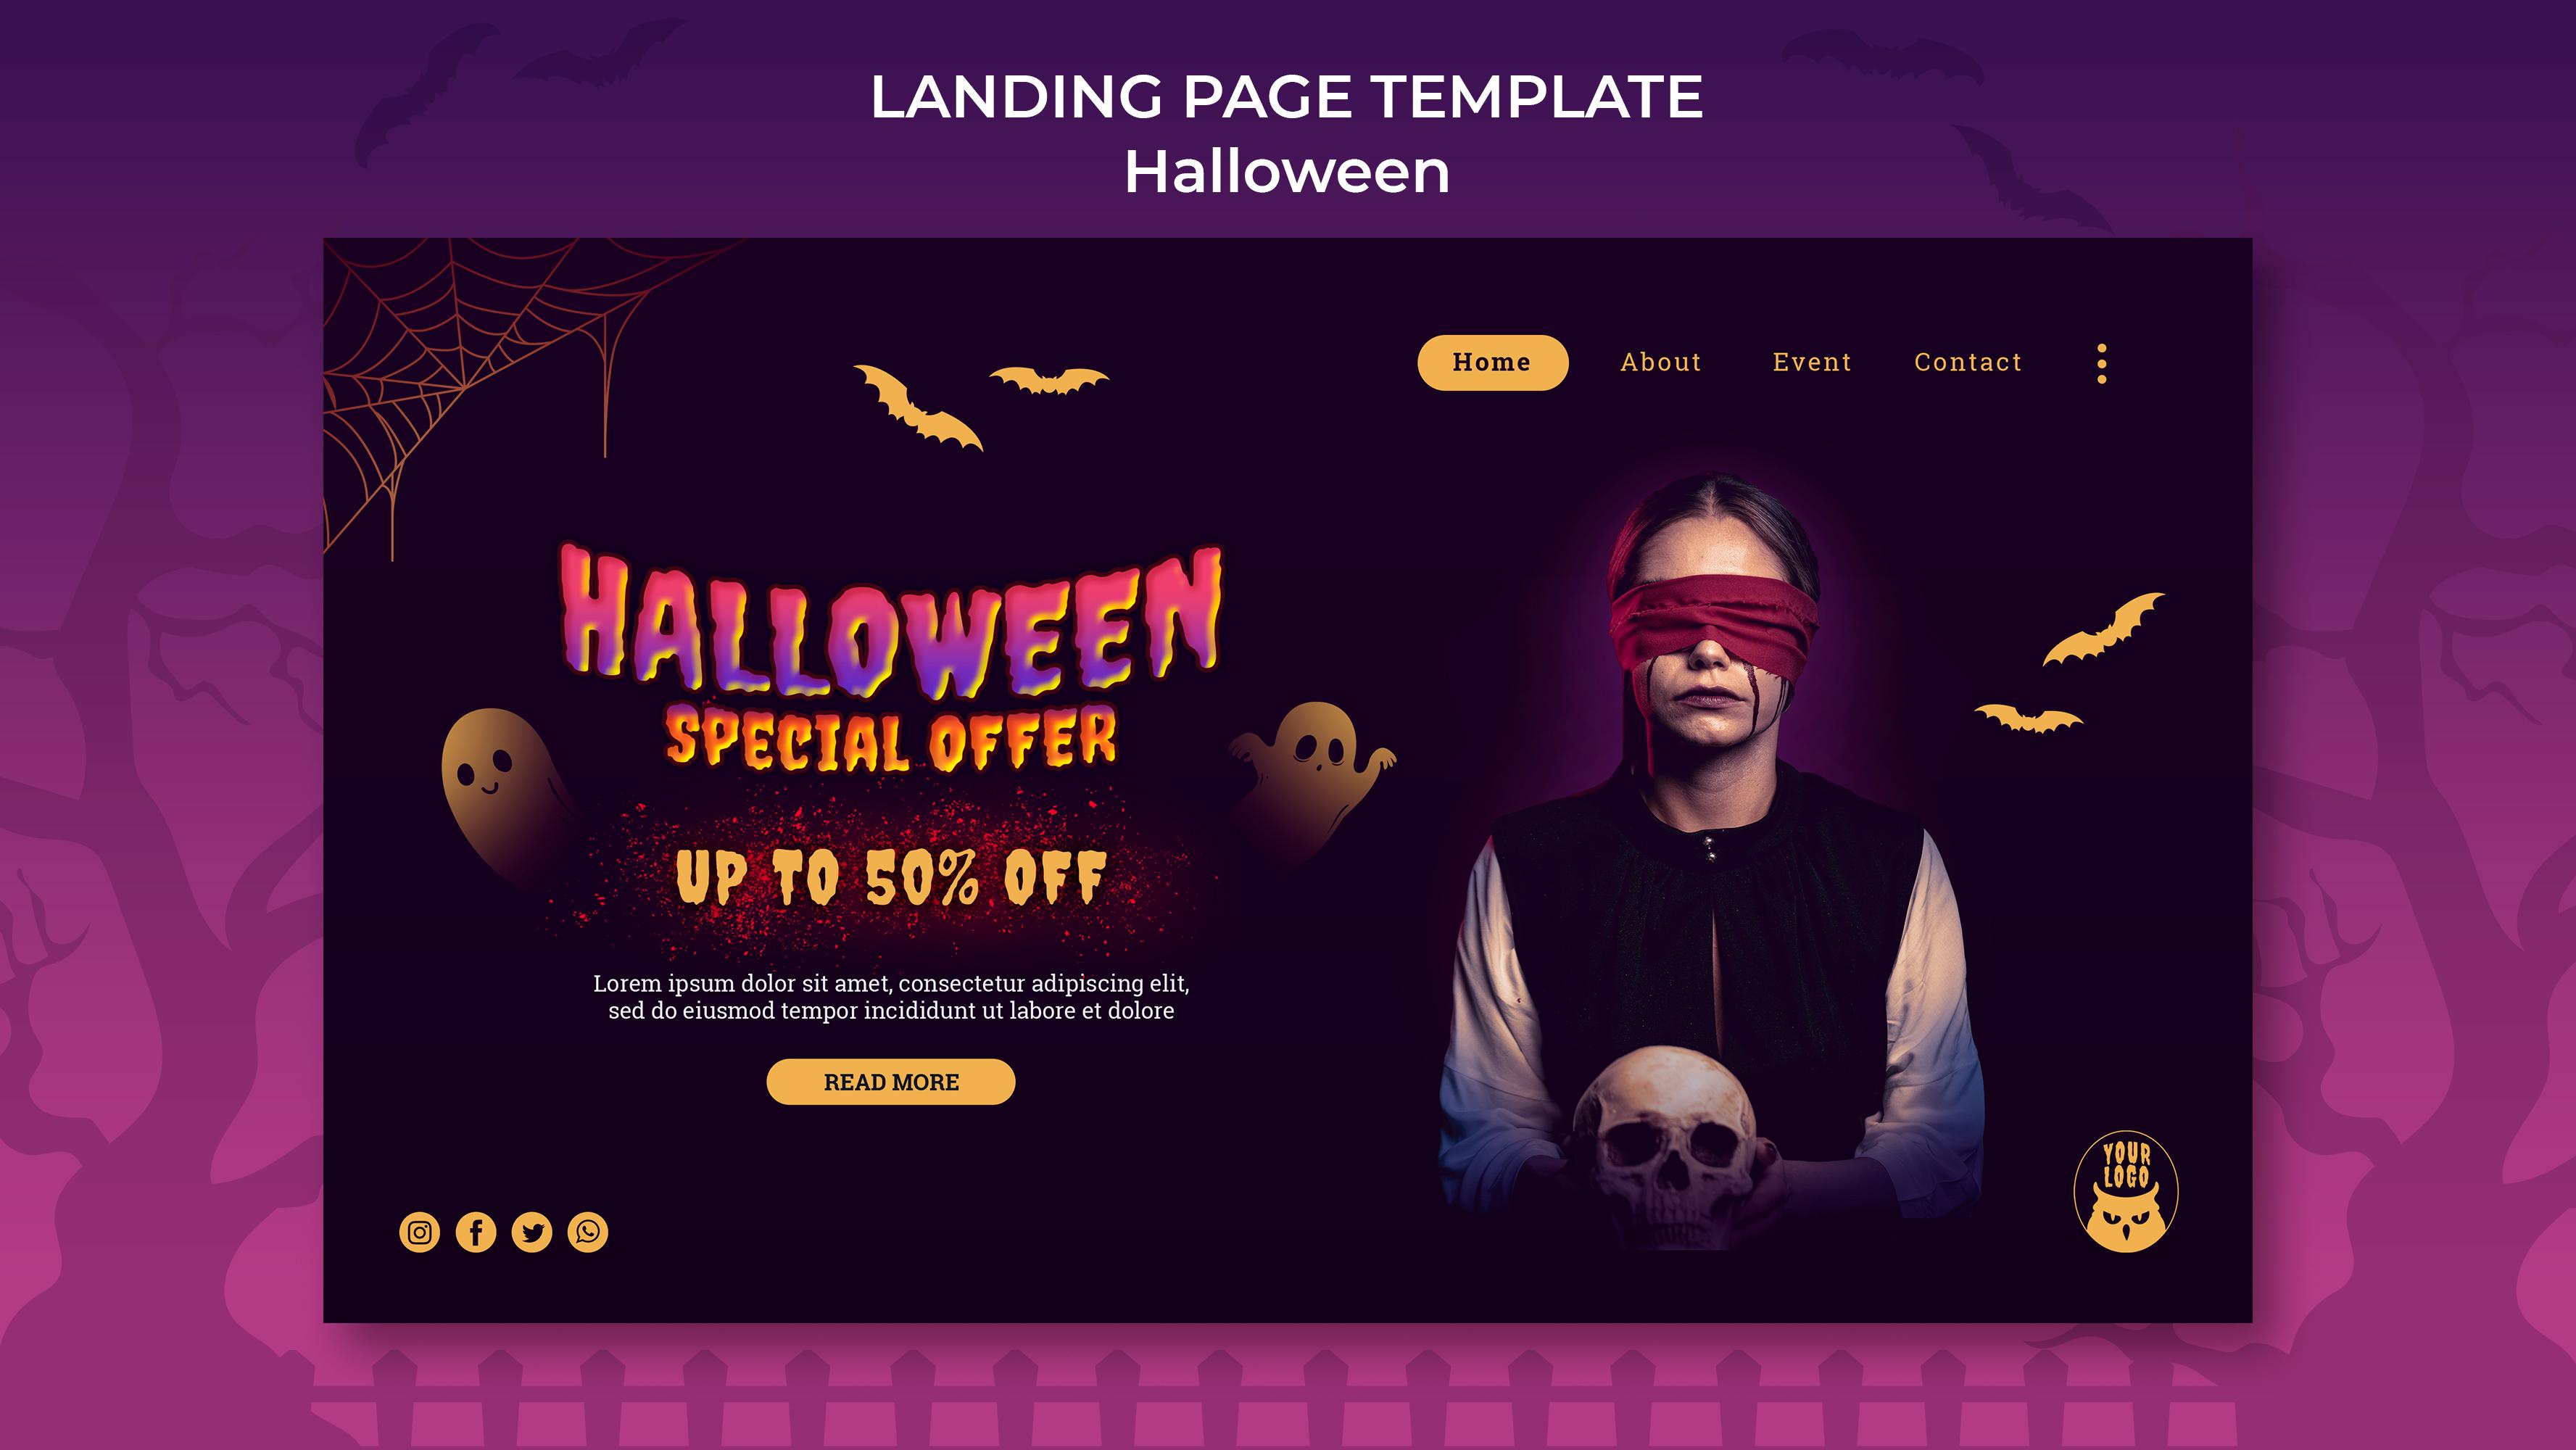 LANDING PAGE TEMPLATE
Halloween
Home About Event Contact
HALLOWEEN
SPECIAL OFFER
UP TO 50% OFF
Lorem ipsum dolor sit amet, consectetur adipiscing elit,
sed do eiusmod tempor incididunt ut labore et dolore
READ MORE
YOUR
LOGO